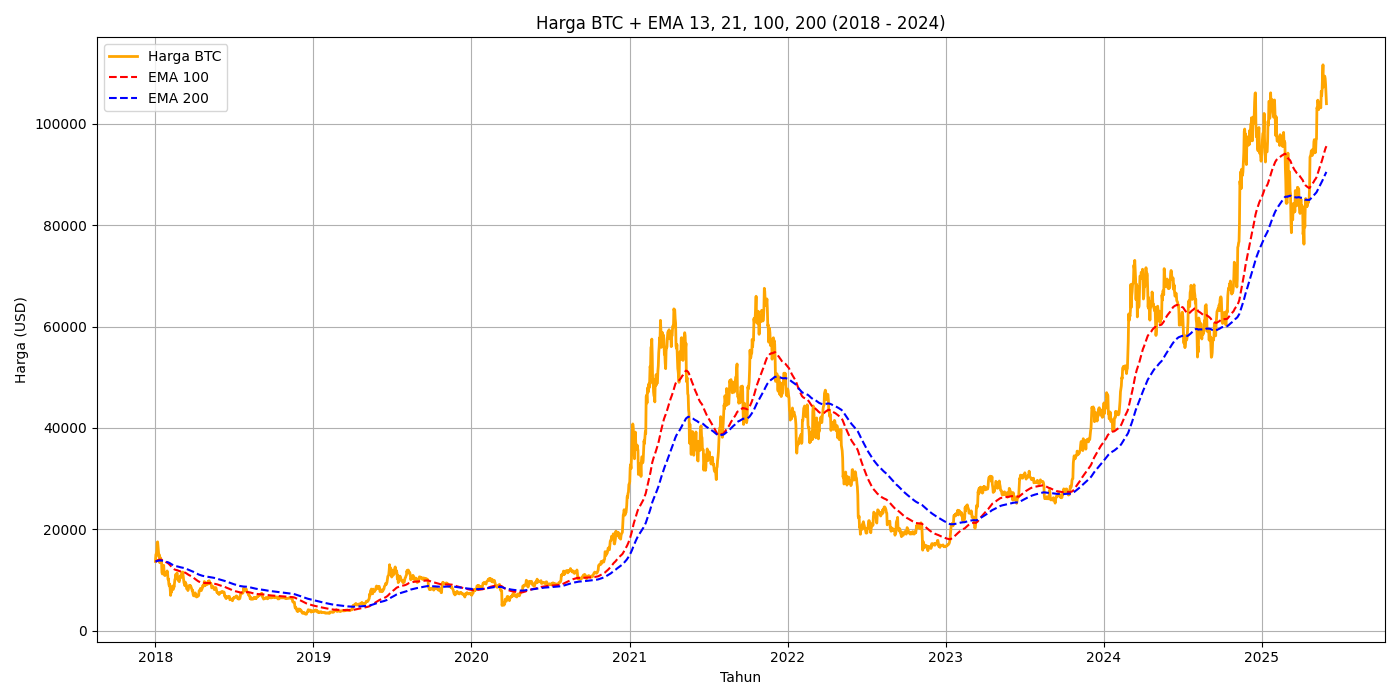 Harga BTC + EMA 13, 21, 100, 200 (2018 - 2024)
Harga BTC
EMA 100
EMA 200
Harga (USD)
100000
80000
60000
40000
20000
0
2018 2019 2020 2021 2022 2023 2024 2025
Tahun